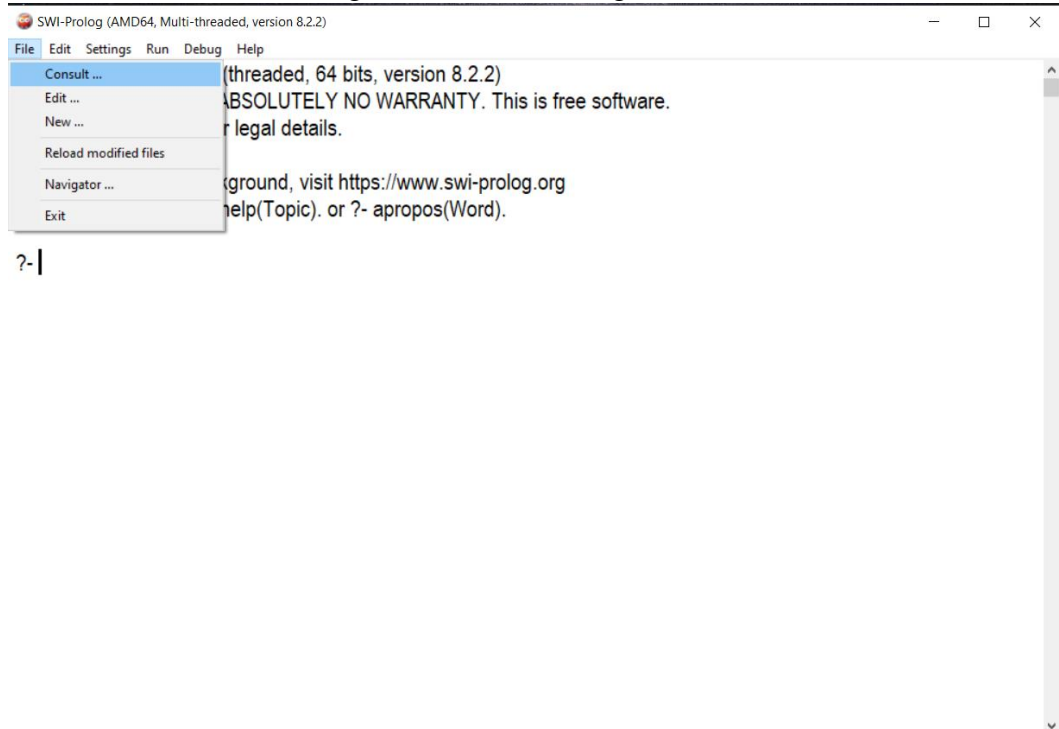 SWI-Prolog (AMD64, Multi-threaded, version 8.2.2)
File Edit Settings Run Debug Help
Consult ...
(threaded, 64 bits, version 8.2.2)
Edit ...
ABSOLUTELY NO WARRANTY. This is free software.
New ...
r legal details.
Reload modified files
Navigator ...
kground, visit https://www.swi-prolog.org
Exit
help(Topic). or ?- apropos(Word).
?-